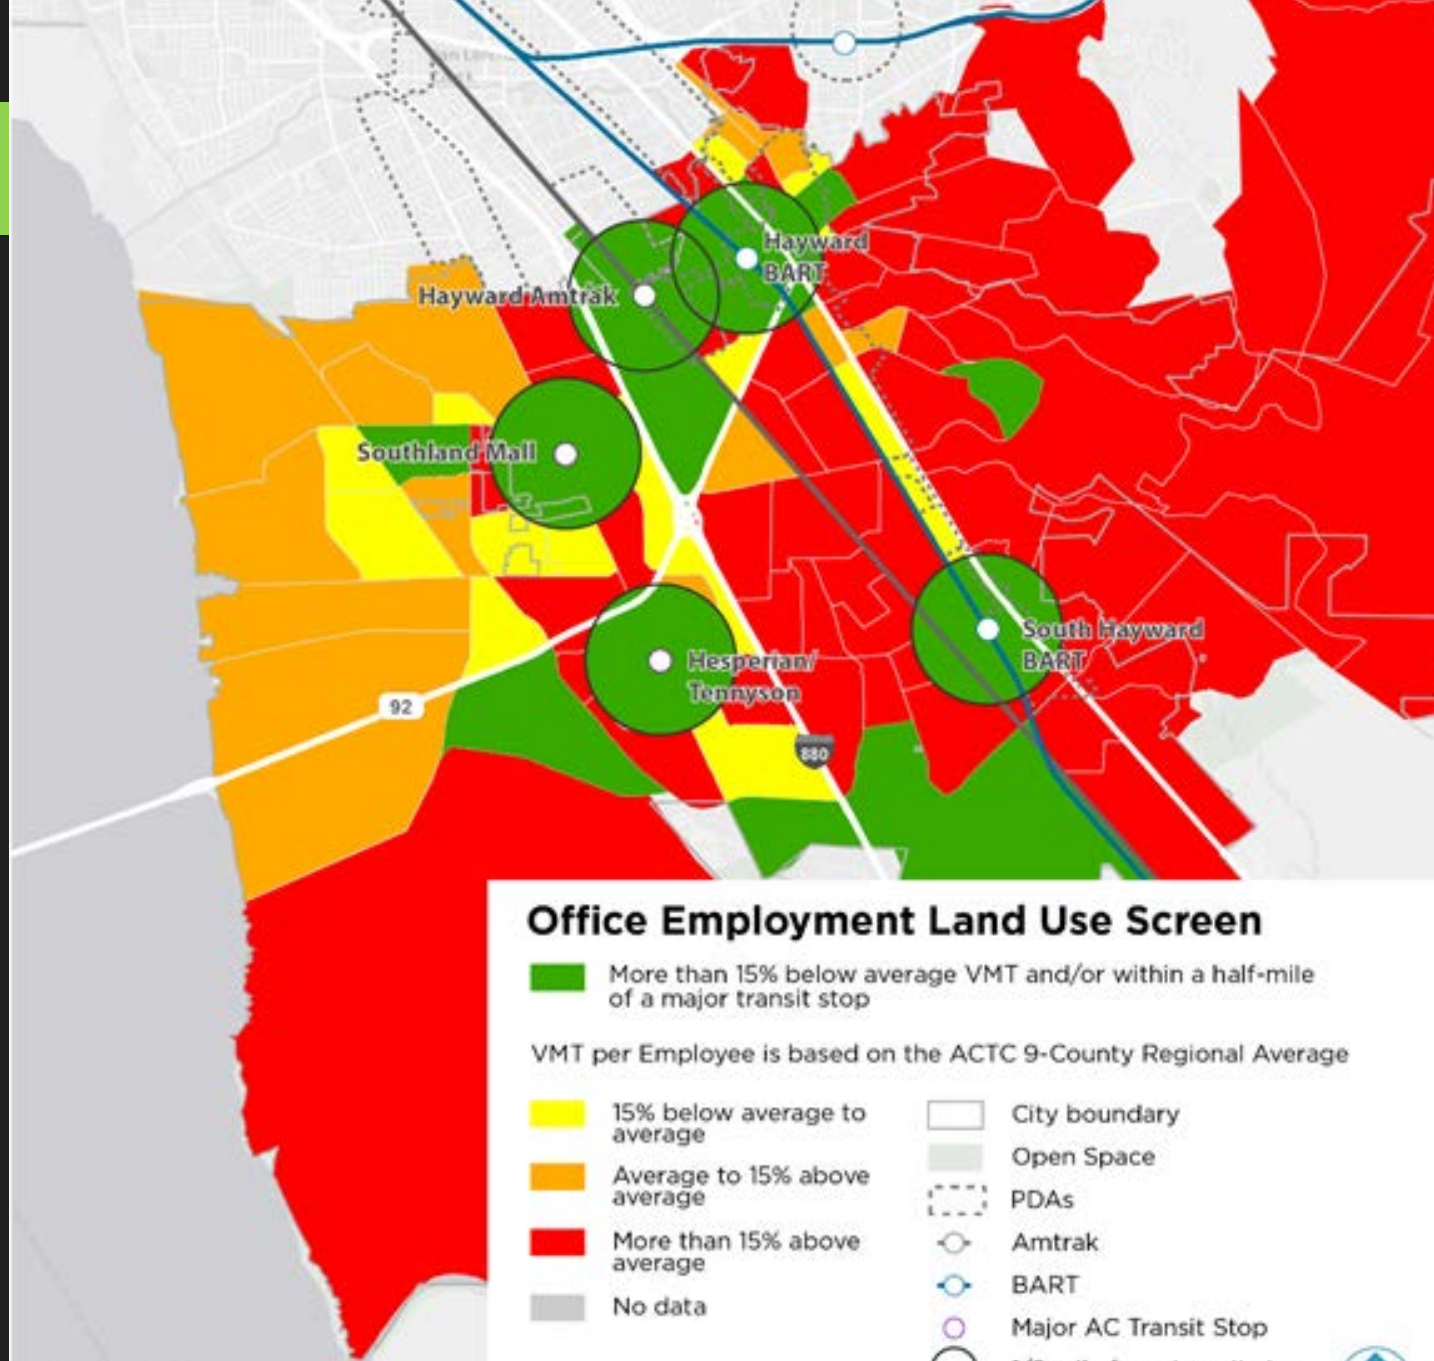 Hayward
BART
Hayward Amtrak
Southland Mall
South Hayward
BART
Hesperian/
Tennyson
92
880
Office Employment Land Use Screen
More than 15% below average VMT and/or within a half-mile
of a major transit stop
VMT per Employee is based on the ACTC 9-County Regional Average
15% below average to
average
Average to 15% above
average
More than 15% above
average
No data
City boundary
Open Space
PDAs
Amtrak
BART
Major AC Transit Stop